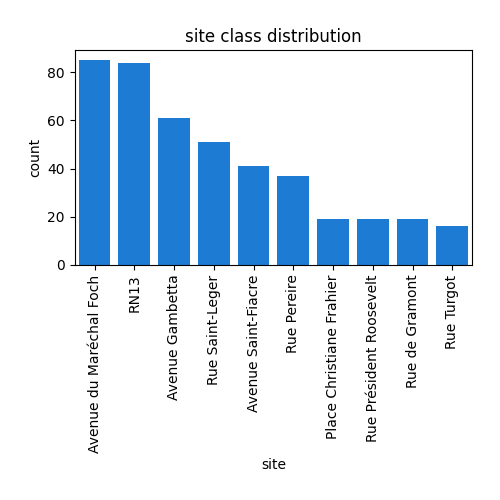 site class distribution
count
80
60
40
20
0
Avenue du Maréchal Foch
RN13
Avenue Gambetta
Rue Saint-Leger
Avenue Saint-Fiacre
Rue Pereire
Place Christiane Frahier
Rue Président Roosevelt
Rue de Gramont
Rue Turgot
site